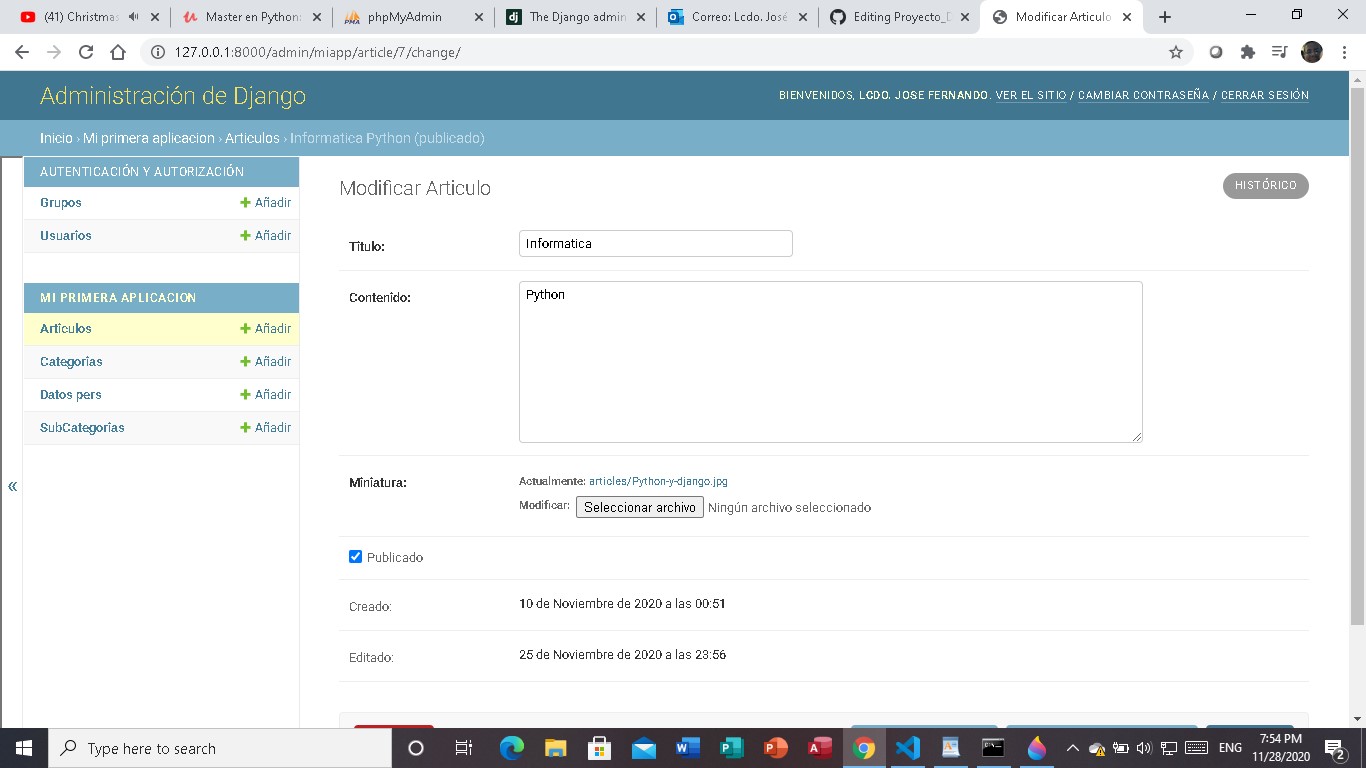 (41) Christmas
Master en Python:
phpMyAdmin
The Django admin
Correo: Lcdo. José
Editing Proyecto_D
Modificar Articulo
127.0.0.1:8000/admin/miapp/article/7/change/
Administración de Django
BIENVENIDOS, LCDO. JOSE FERNANDO. VER EL SITIO / CAMBIAR CONTRASEÑA / CERRAR SESIÓN
Inicio › Mi primera aplicacion › Articulos › Informatica Python (publicado)
AUTENTICACIÓN Y AUTORIZACIÓN
Grupos + Añadir
Usuarios + Añadir
MI PRIMERA APLICACION
Articulos + Añadir
Categorias + Añadir
Datos pers + Añadir
SubCategorias + Añadir
«
Modificar Articulo
HISTÓRICO
Titulo: Informatica
Contenido: Python
Miniatura: Actualmente: articles/Python-y-django.jpg
Modificar: Seleccionar archivo Ningún archivo seleccionado
Publicado
Creado: 10 de Noviembre de 2020 a las 00:51
Editado: 25 de Noviembre de 2020 a las 23:56
Type here to search
ENG
7:54 PM
11/28/2020
2